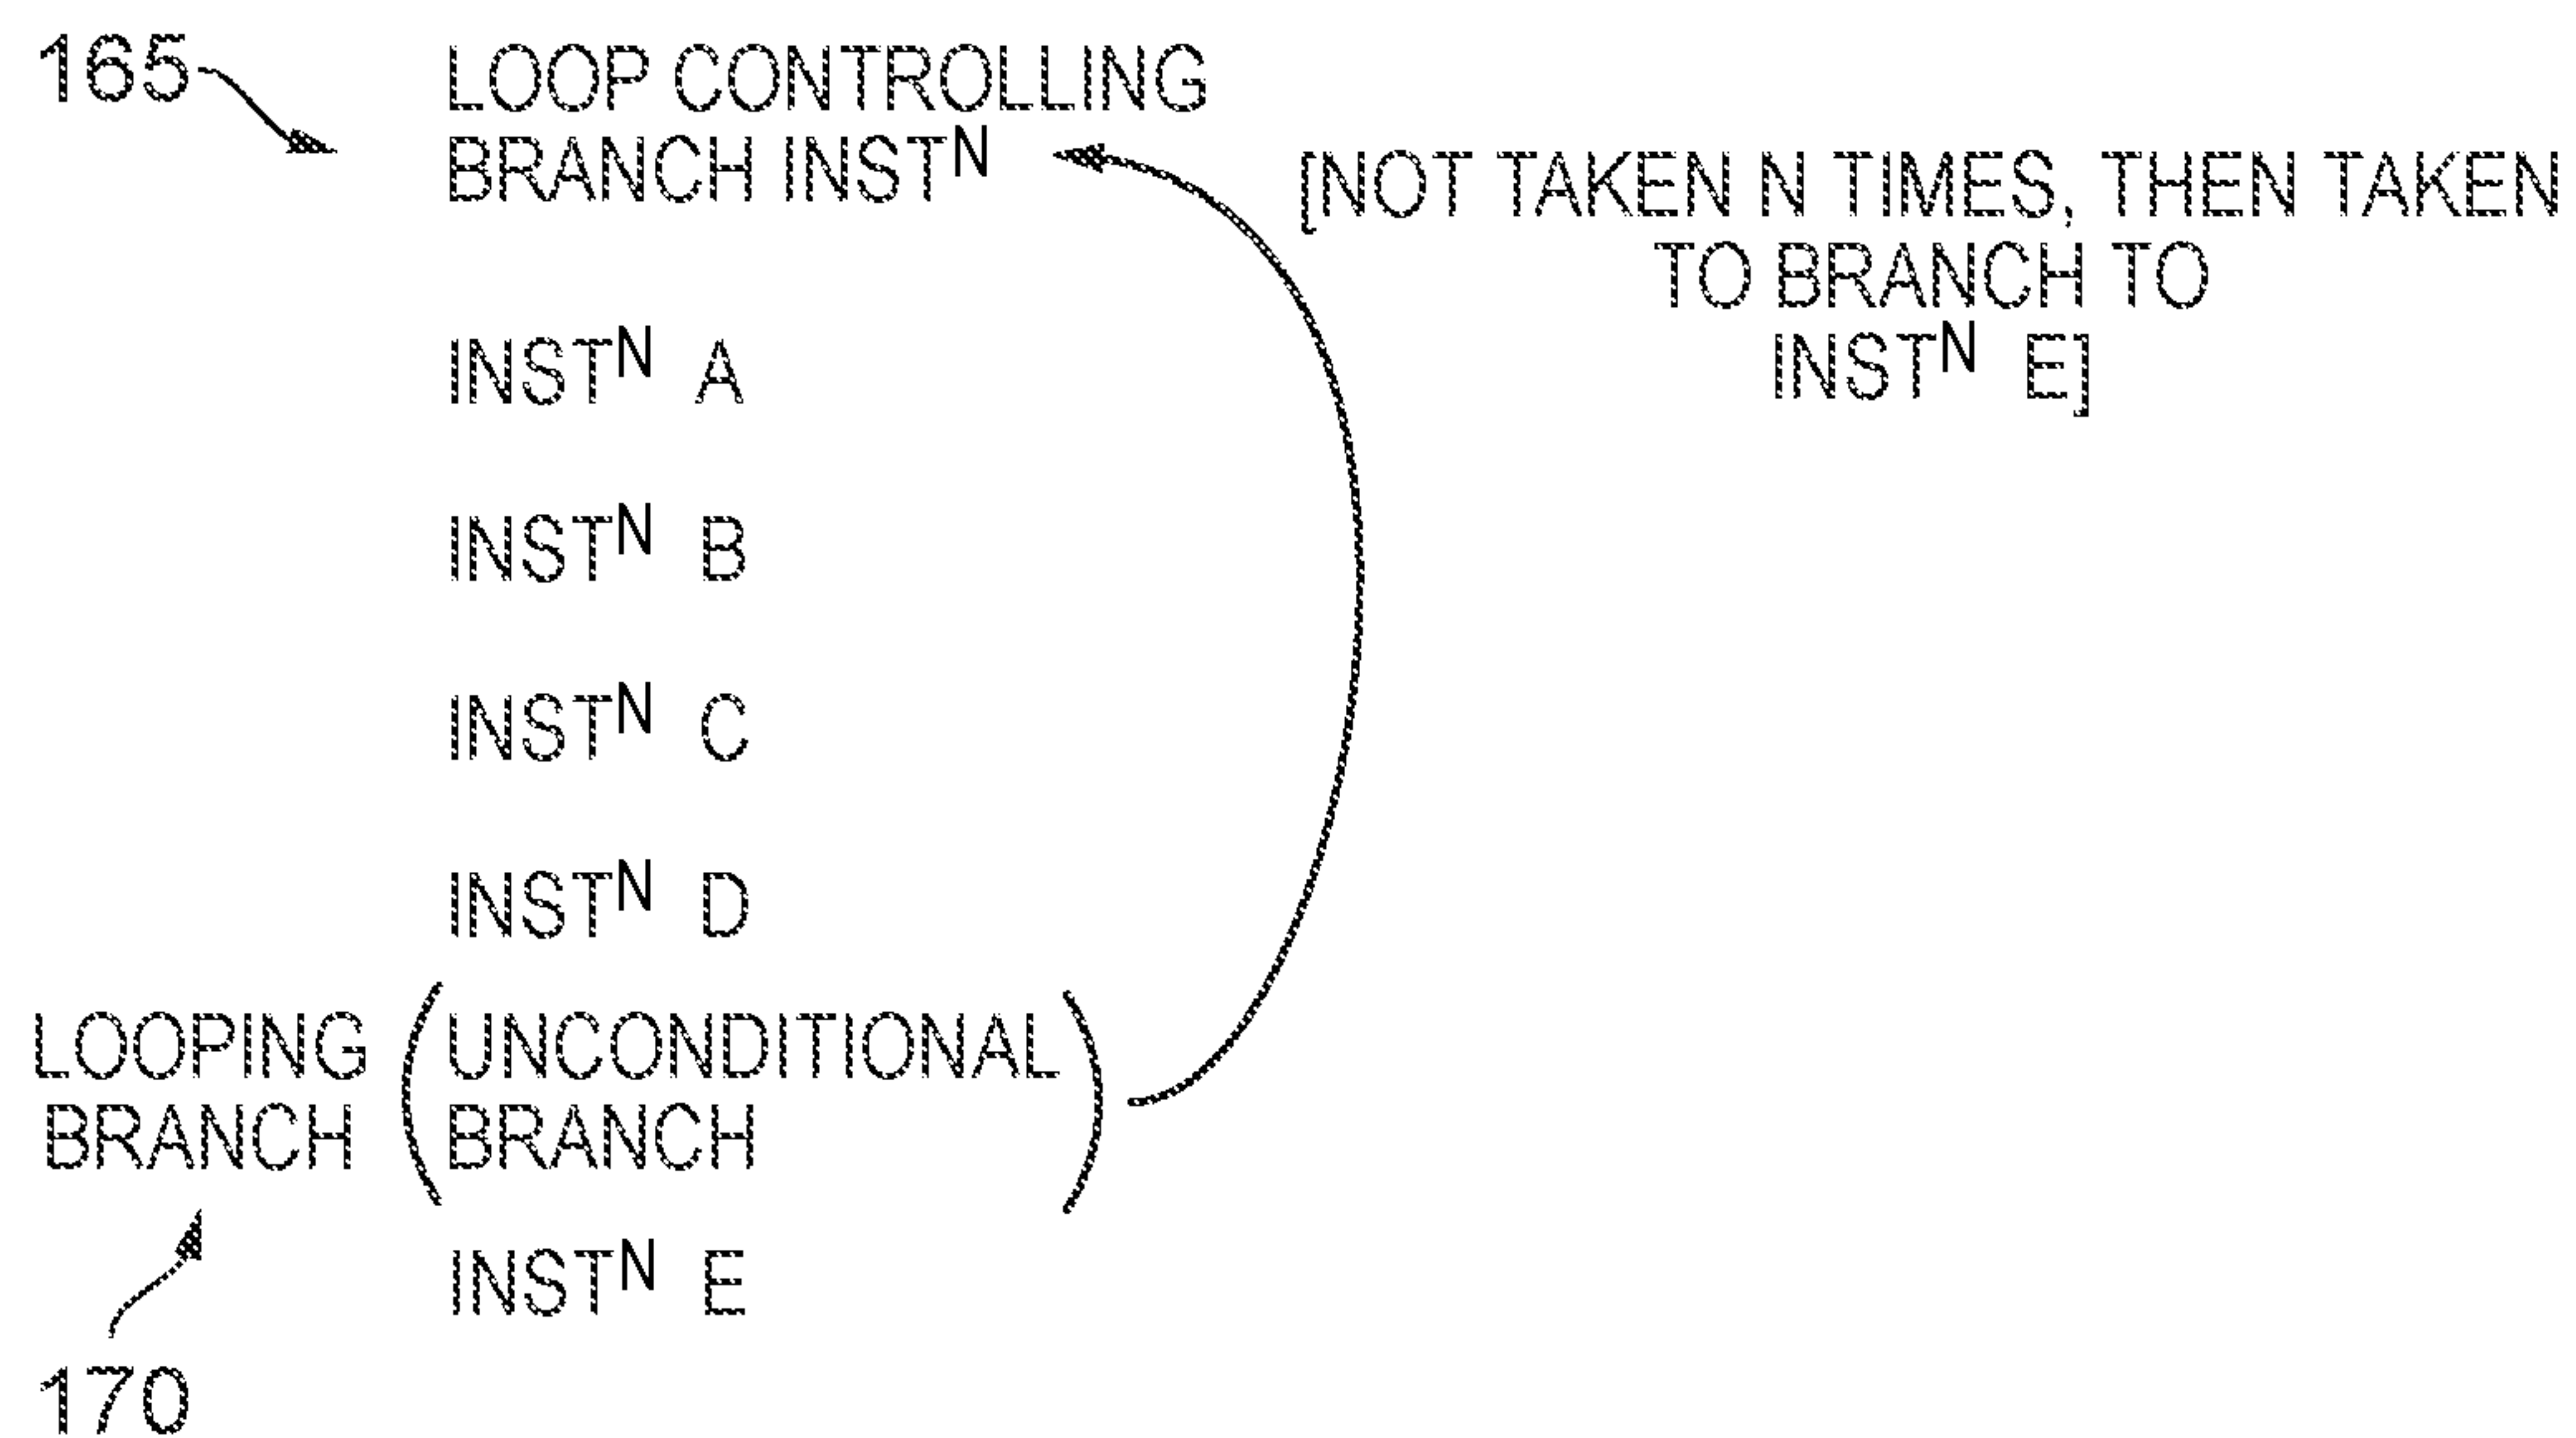 165
LOOP CONTROLLING
BRANCH INSTᴺ
[NOT TAKEN N TIMES, THEN TAKEN
TO BRANCH TO
INSTᴺ E]
INSTᴺ A
INSTᴺ B
INSTᴺ C
INSTᴺ D
LOOPING
BRANCH
(UNCONDITIONAL
BRANCH)
INSTᴺ E
170